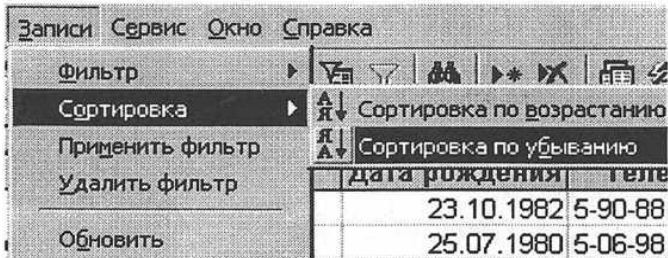 Записи Сервис Окно Справка
Фильтр
Сортировка
А Я Сортировка по возрастанию
Я А Сортировка по убыванию
Применить фильтр
Удалить фильтр
Дата рождения Теле
23.10.1982 5-90-88
Обновить
25.07.1980 5-06-98